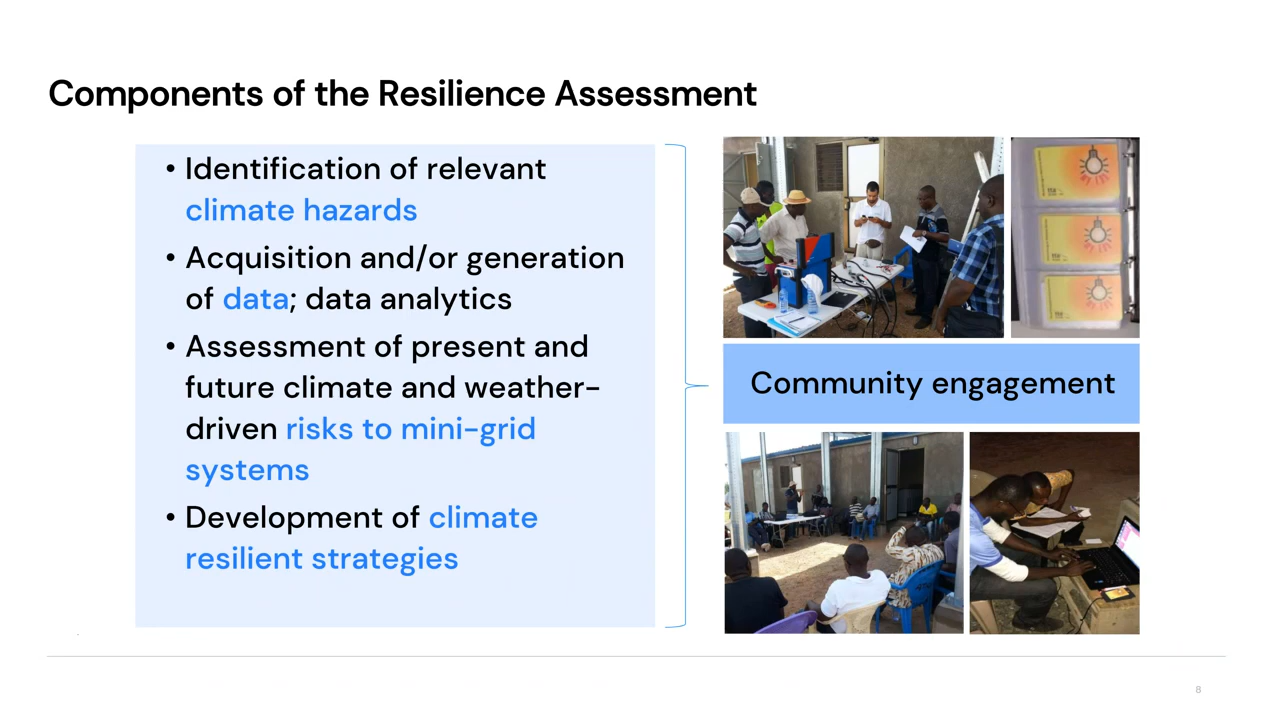 Components of the Resilience Assessment
• Identification of relevant
climate hazards
• Acquisition and/or generation
of data; data analytics
• Assessment of present and
future climate and weather-
driven risks to mini-grid
systems
• Development of climate
resilient strategies
Community engagement
8